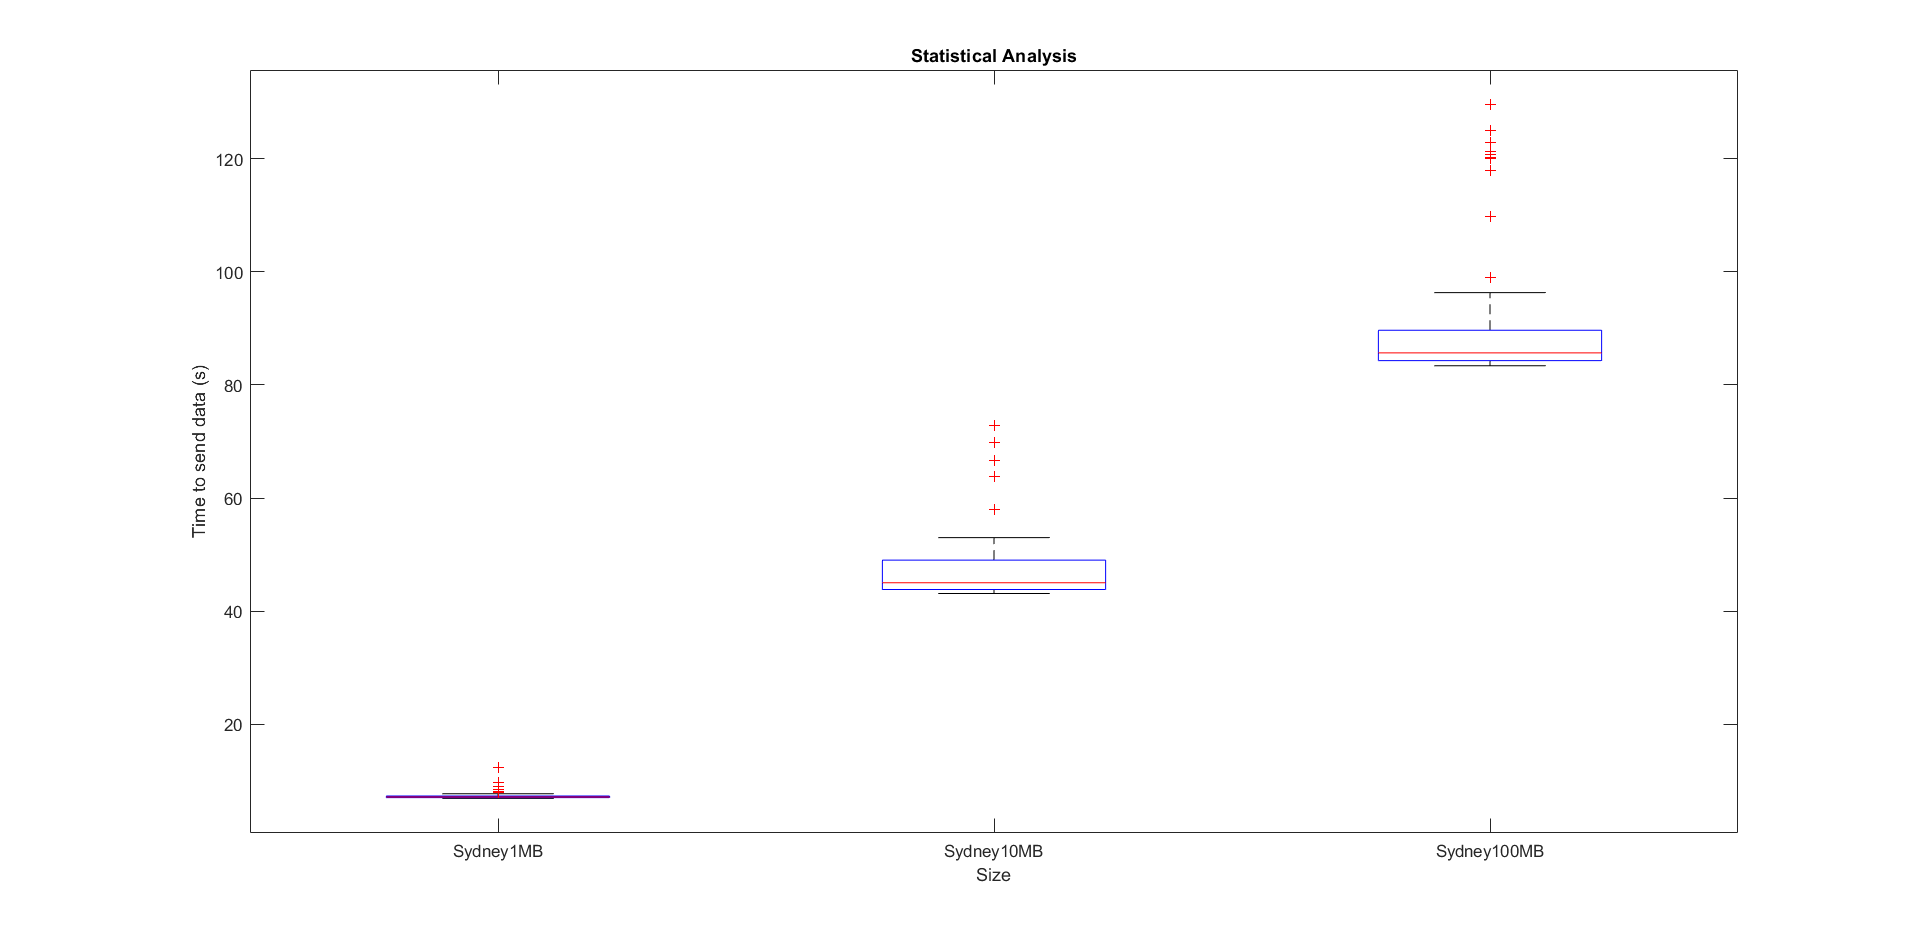 Statistical Analysis
120
100
80
60
40
20
Time to send data (s)
Sydney1MB
Sydney10MB
Sydney100MB
Size